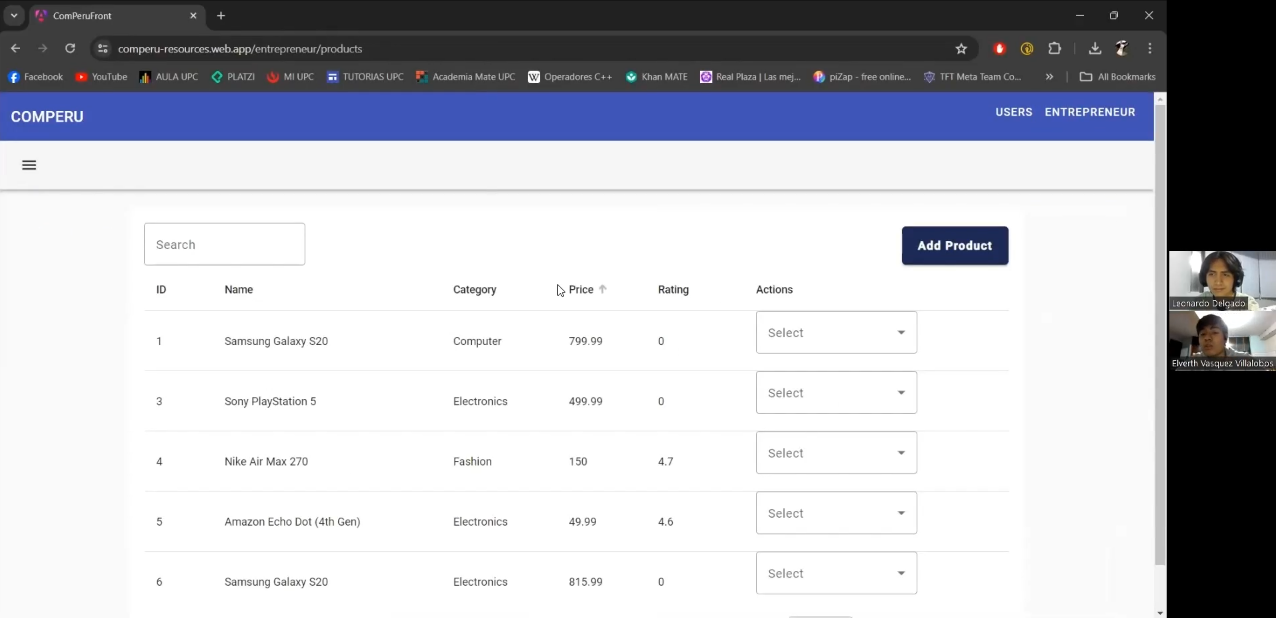 ComPeruFront
comperu-resources.web.app/entrepreneur/products
Facebook YouTube AULA UPC PLATZI MI UPC TUTORIAS UPC Academia Mate UPC Operadores C++ Khan MATE Real Plaza | Las mej... piZap - free online... TFT Meta Team Co... » All Bookmarks
COMPERU USERS ENTREPRENEUR
Search Add Product
ID Name Category Price Rating Actions
1 Samsung Galaxy S20 Computer 799.99 0 Select
3 Sony PlayStation 5 Electronics 499.99 0 Select
4 Nike Air Max 270 Fashion 150 4.7 Select
5 Amazon Echo Dot (4th Gen) Electronics 49.99 4.6 Select
6 Samsung Galaxy S20 Electronics 815.99 0 Select
Leonardo Delgado
Elverth Vasquez Villalobos